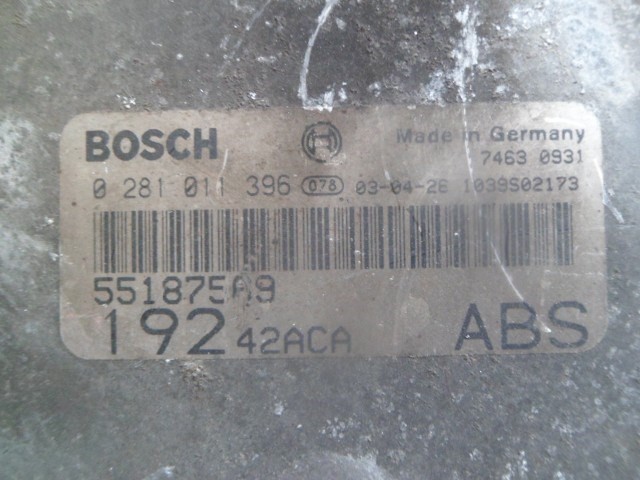 BOSCH Made in Germany
7463 0931
0 281 011 396 078 03-04-26 1039S02173
551875A9
192 42ACA ABS